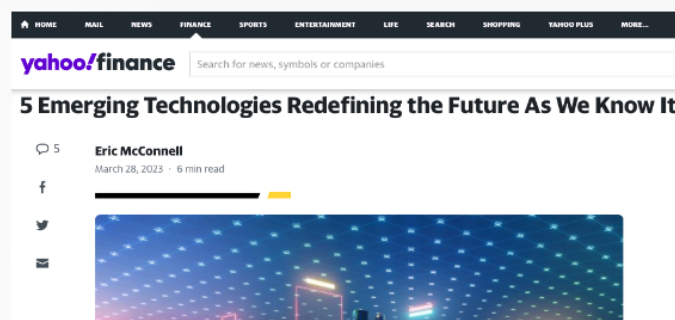 HOME MAIL NEWS FINANCE SPORTS ENTERTAINMENT LIFE SEARCH SHOPPING YAHOO PLUS MORE...
yahoo!finance Search for news, symbols or companies
5 Emerging Technologies Redefining the Future As We Know It
5
Eric McConnell
March 28, 2023 · 6 min read